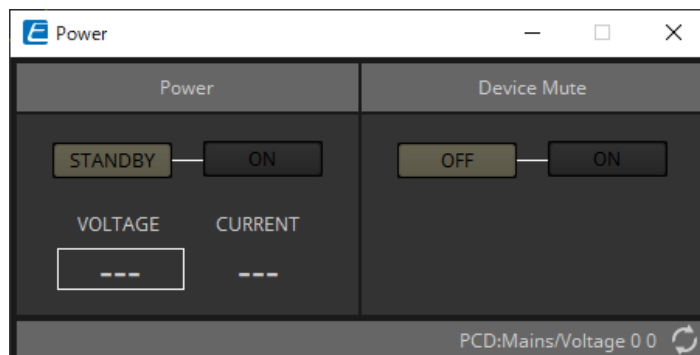 Power
Power Device Mute
STANDBY ON OFF ON
VOLTAGE CURRENT
--- ---
PCD:Mains/Voltage 0 0